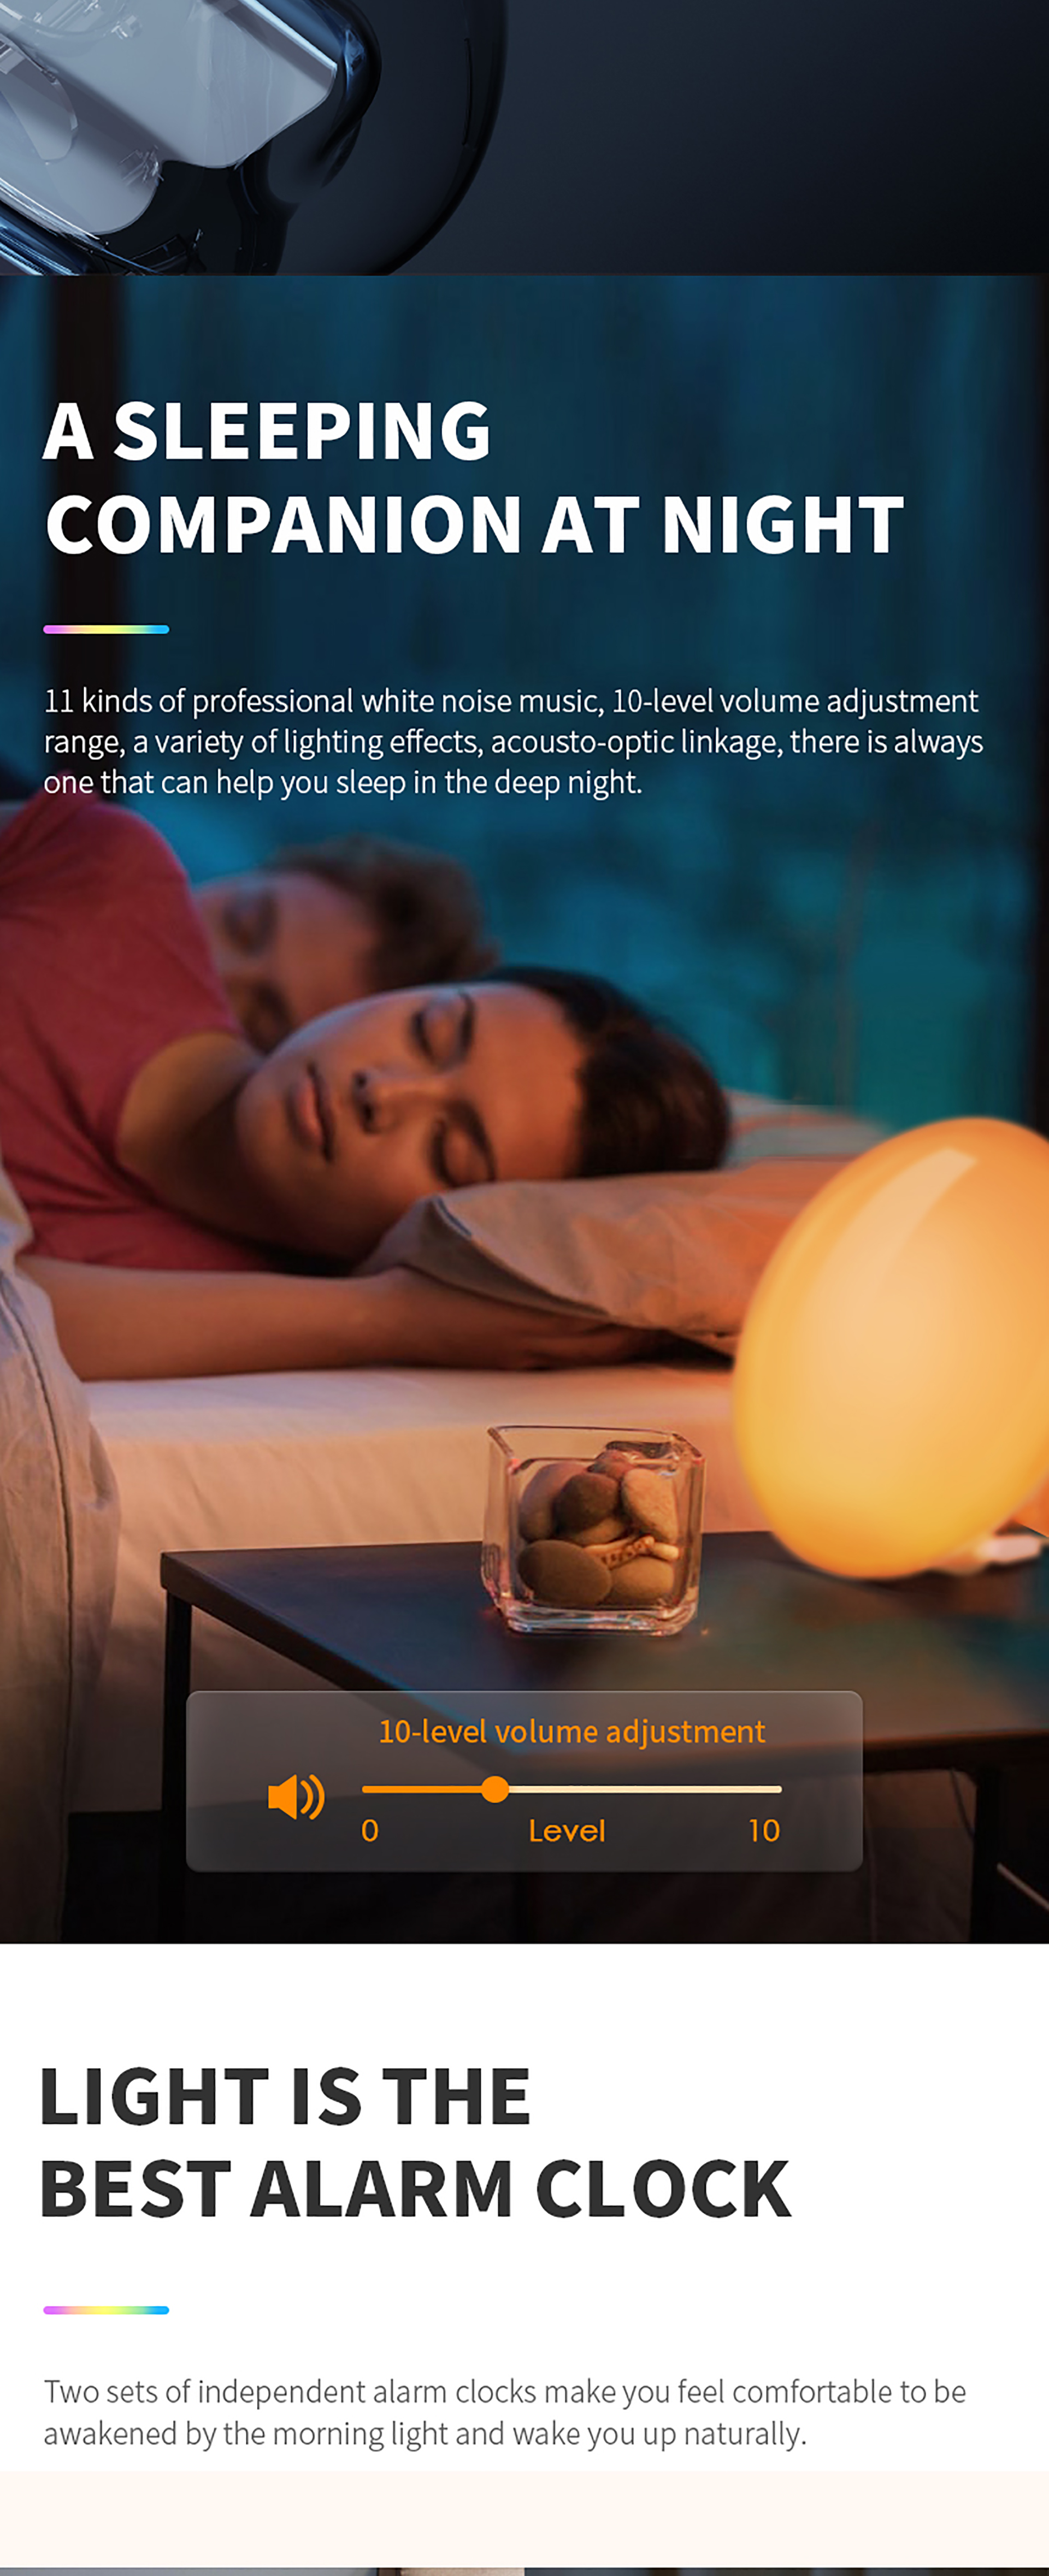 A SLEEPING
COMPANION AT NIGHT
11 kinds of professional white noise music, 10-level volume adjustment
range, a variety of lighting effects, acousto-optic linkage, there is always
one that can help you sleep in the deep night.
10-level volume adjustment
0 Level 10
LIGHT IS THE
BEST ALARM CLOCK
Two sets of independent alarm clocks make you feel comfortable to be
awakened by the morning light and wake you up naturally.